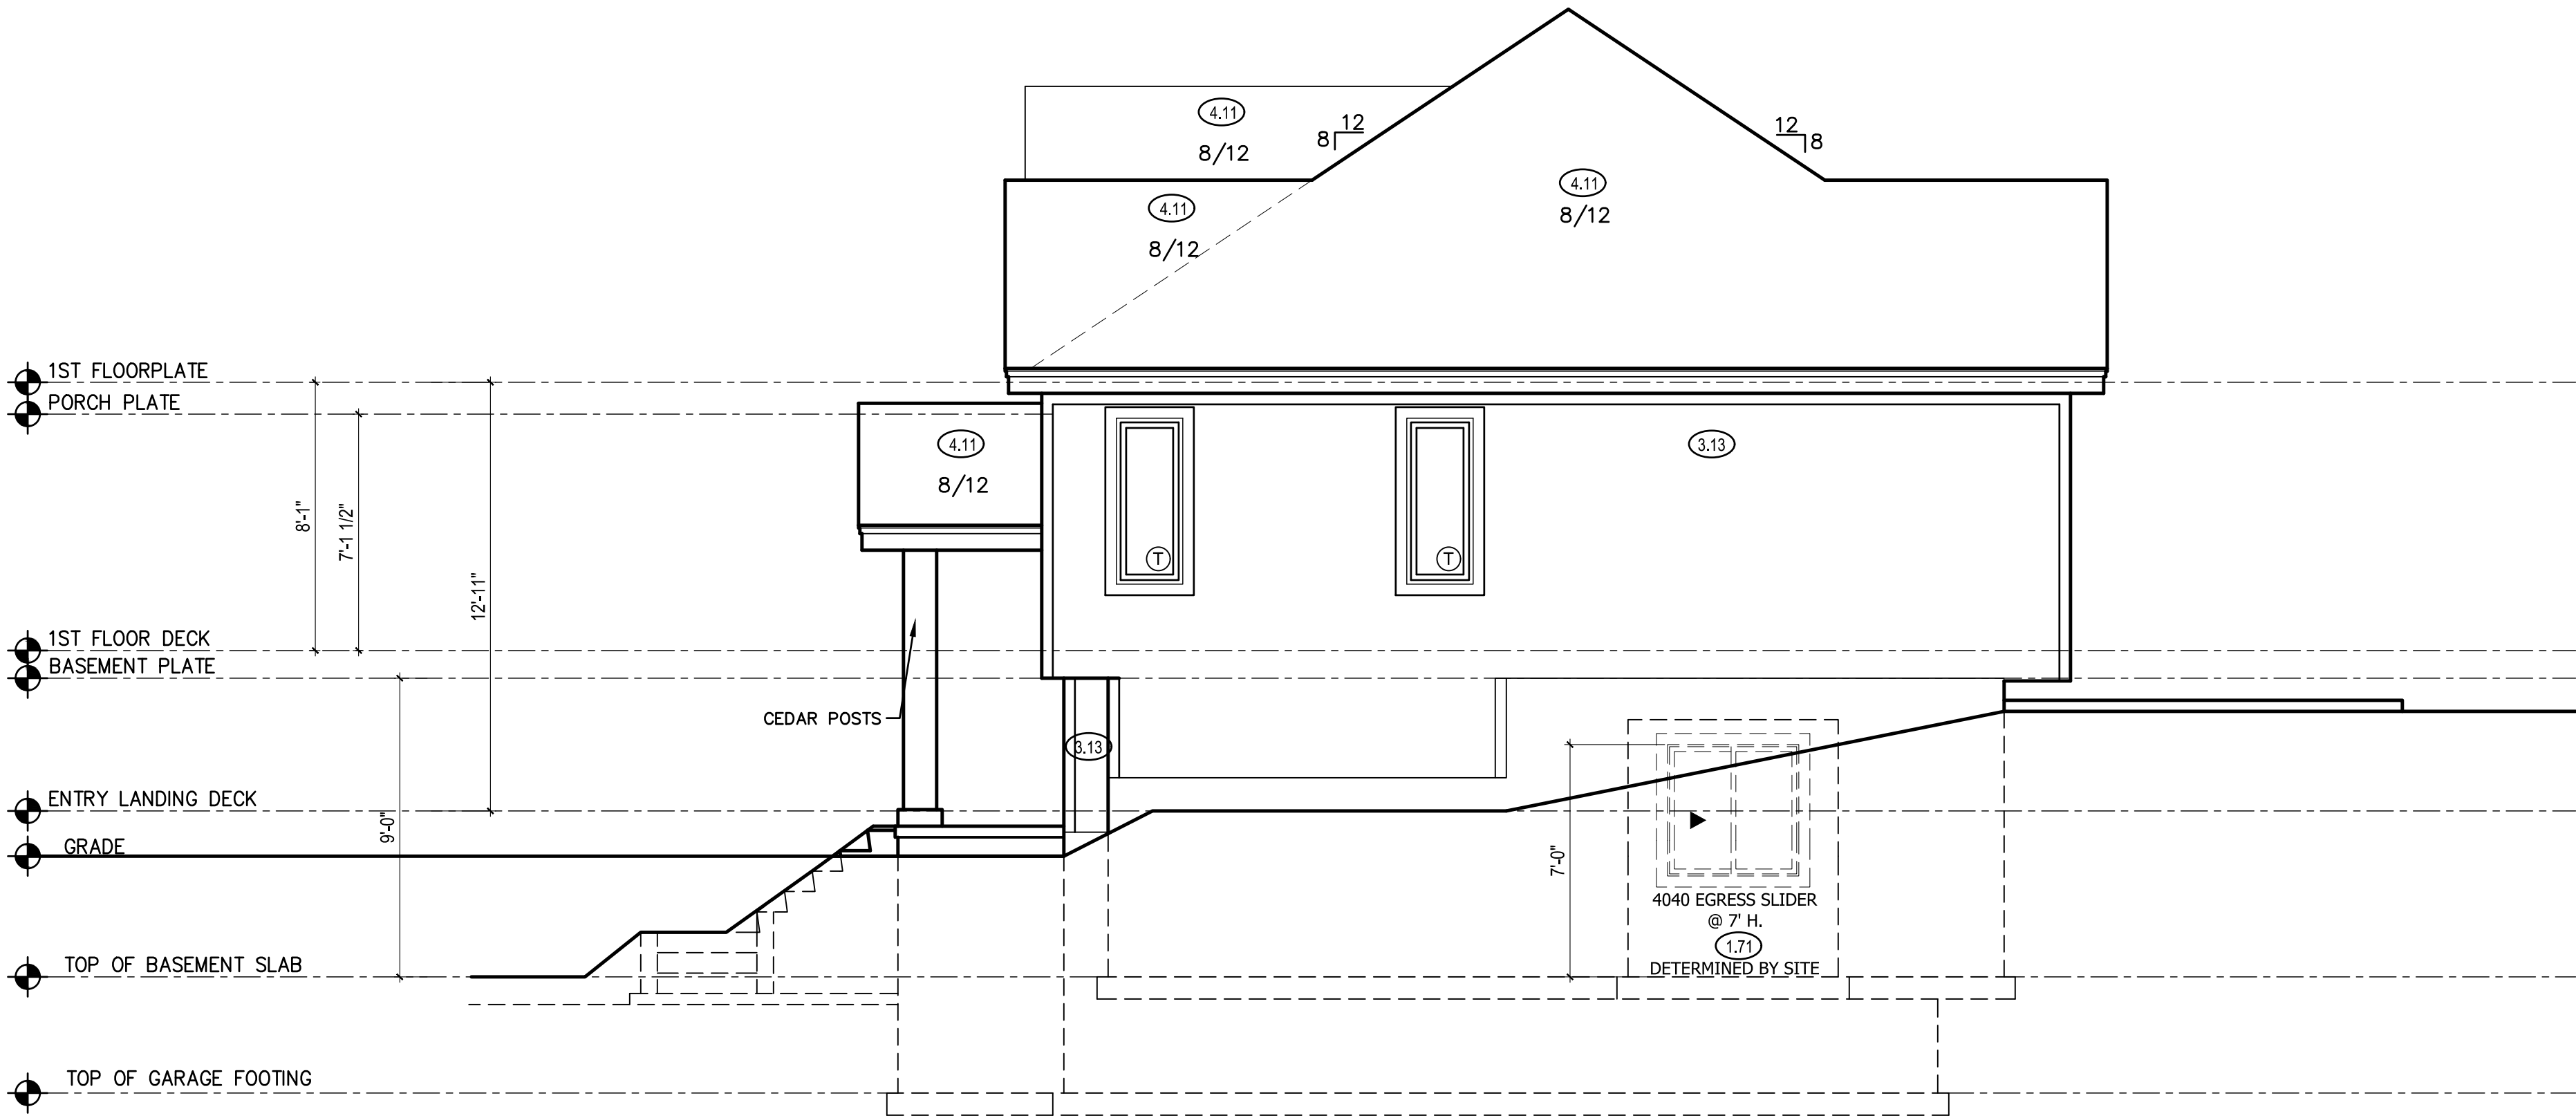 4.11
8/12
12
8
12
8
4.11
8/12
4.11
8/12
1ST FLOORPLATE
PORCH PLATE
4.11
8/12
3.13
8'-1"
7'-1 1/2"
12'-11"
T
T
1ST FLOOR DECK
BASEMENT PLATE
CEDAR POSTS
3.13
ENTRY LANDING DECK
9'-0"
GRADE
7'-0"
4040 EGRESS SLIDER
@ 7' H.
1.71
DETERMINED BY SITE
TOP OF BASEMENT SLAB
TOP OF GARAGE FOOTING